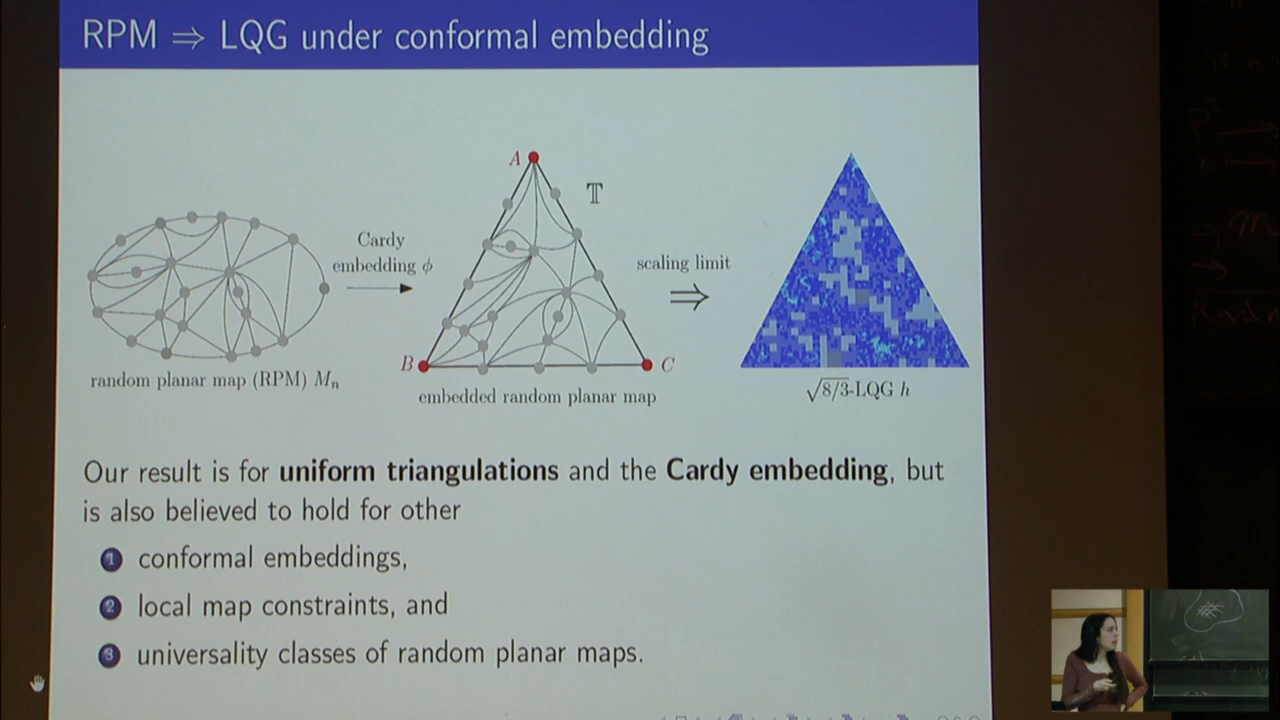 RPM ⇒ LQG under conformal embedding
A
𝕋
Cardy
embedding ϕ
scaling limit
⇒
B
C
random planar map (RPM) Mₙ
embedded random planar map
√8/3-LQG h
Our result is for uniform triangulations and the Cardy embedding, but
is also believed to hold for other
1 conformal embeddings,
2 local map constraints, and
3 universality classes of random planar maps.